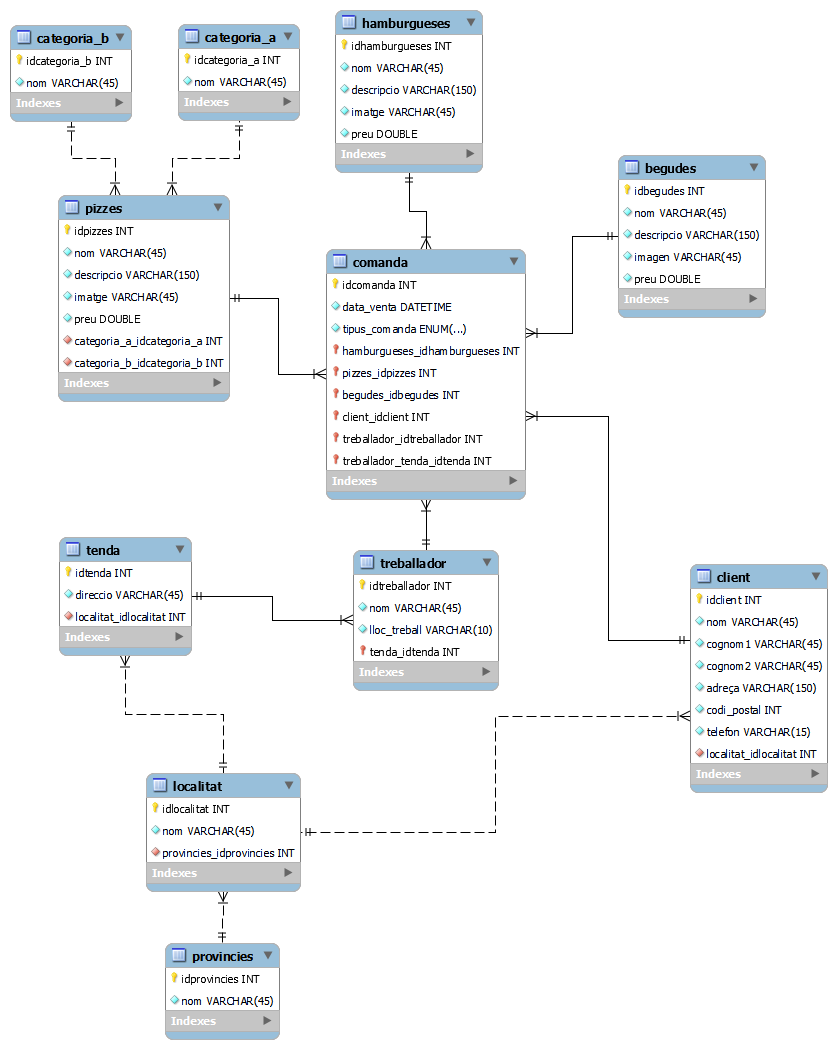 categoria_b
idcategoria_b INT
nom VARCHAR(45)
Indexes
categoria_a
idcategoria_a INT
nom VARCHAR(45)
Indexes
hamburgueses
idhamburgueses INT
nom VARCHAR(45)
descripcio VARCHAR(150)
imatge VARCHAR(45)
preu DOUBLE
Indexes
begudes
idbegudes INT
nom VARCHAR(45)
descripcio VARCHAR(150)
imagen VARCHAR(45)
preu DOUBLE
Indexes
pizzes
idpizzes INT
nom VARCHAR(45)
descripcio VARCHAR(150)
imatge VARCHAR(45)
preu DOUBLE
categoria_a_idcategoria_a INT
categoria_b_idcategoria_b INT
Indexes
comanda
idcomanda INT
data_venta DATETIME
tipus_comanda ENUM(...)
hamburgueses_idhamburgueses INT
pizzes_idpizzes INT
begudes_idbegudes INT
client_idclient INT
treballador_idtreballador INT
treballador_tenda_idtenda INT
Indexes
tenda
idtenda INT
direccio VARCHAR(45)
localitat_idlocalitat INT
Indexes
treballador
idtreballador INT
nom VARCHAR(45)
lloc_treball VARCHAR(10)
tenda_idtenda INT
Indexes
client
idclient INT
nom VARCHAR(45)
cognom1 VARCHAR(45)
cognom2 VARCHAR(45)
adreça VARCHAR(150)
codi_postal INT
telefon VARCHAR(15)
localitat_idlocalitat INT
Indexes
localitat
idlocalitat INT
nom VARCHAR(45)
provincies_idprovincies INT
Indexes
provincies
idprovincies INT
nom VARCHAR(45)
Indexes